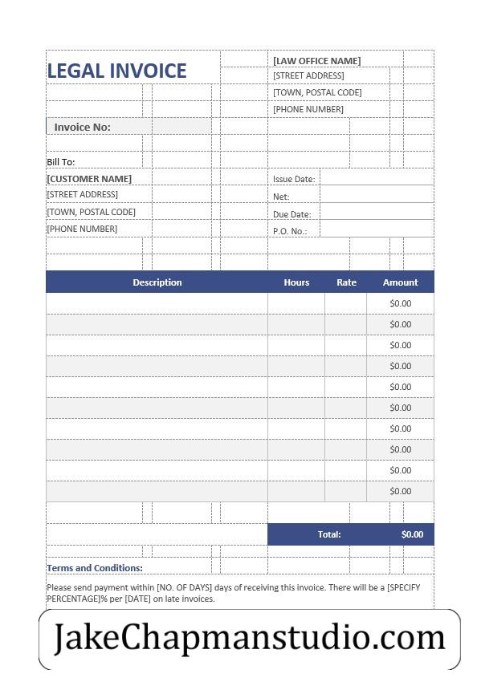 LEGAL INVOICE
[LAW OFFICE NAME]
[STREET ADDRESS]
[TOWN, POSTAL CODE]
[PHONE NUMBER]
Invoice No:
Bill To:
[CUSTOMER NAME]
[STREET ADDRESS]
[TOWN, POSTAL CODE]
[PHONE NUMBER]
Issue Date:
Net:
Due Date:
P.O. No.:
Description Hours Rate Amount
$0.00
$0.00
$0.00
$0.00
$0.00
$0.00
$0.00
$0.00
$0.00
$0.00
Total: $0.00
Terms and Conditions:
Please send payment within [NO. OF DAYS] days of receiving this invoice. There will be a [SPECIFY
PERCENTAGE]% per [DATE] on late invoices.
JakeChapmanstudio.com